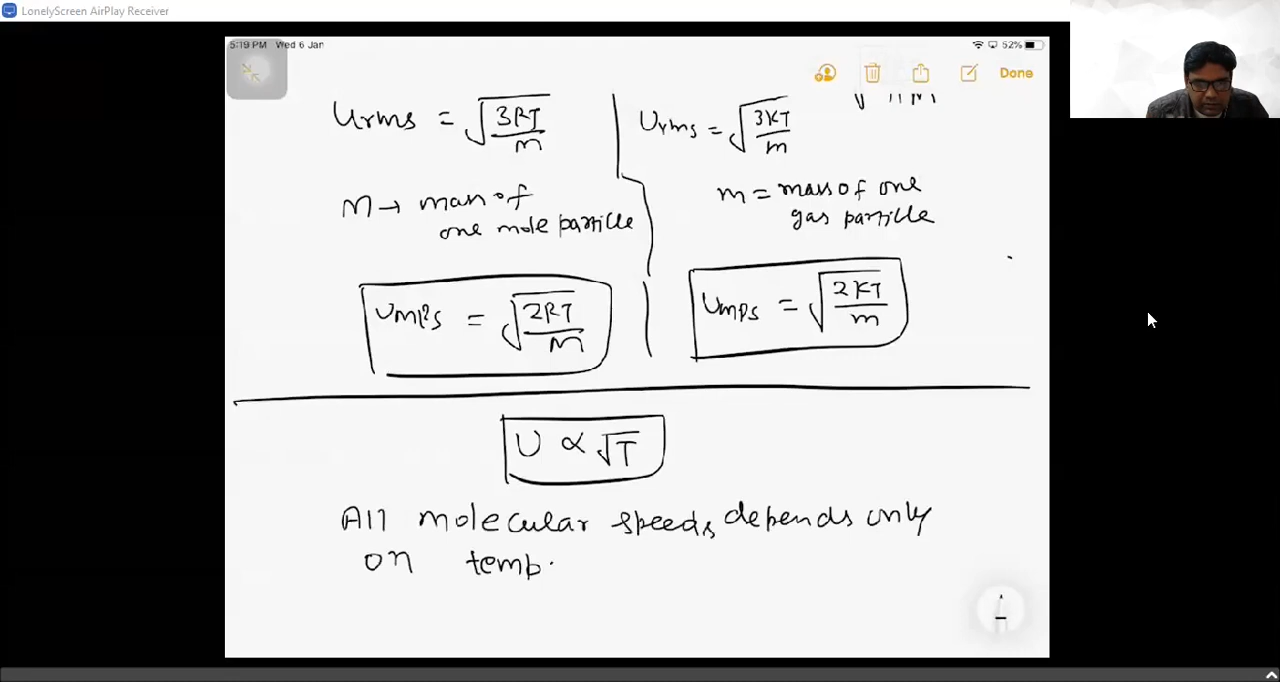 LonelyScreen AirPlay Receiver
5:19 PM Wed 6 Jan
52%
Done
Urms = √(3RT/m)
Urms = √(3KT/m)
M → mass of
one mole particle
m = mass of one
gas particle
Umps = √(2RT/M)
Umps = √(2KT/m)
U ∝ √T
All molecular speeds depends only
on temp.